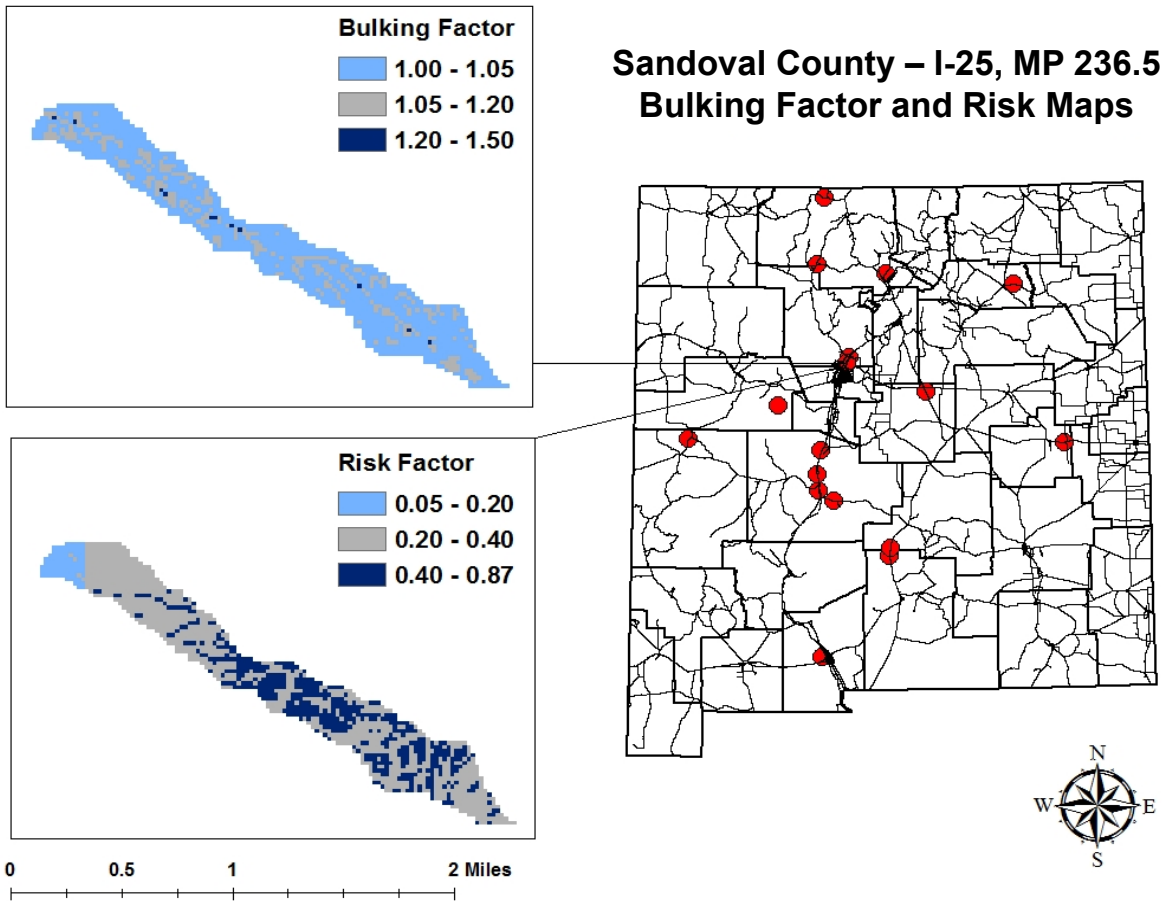 Sandoval County – I-25, MP 236.5
Bulking Factor and Risk Maps
Bulking Factor
1.00 - 1.05
1.05 - 1.20
1.20 - 1.50
Risk Factor
0.05 - 0.20
0.20 - 0.40
0.40 - 0.87
0 0.5 1 2 Miles
N
W E
S